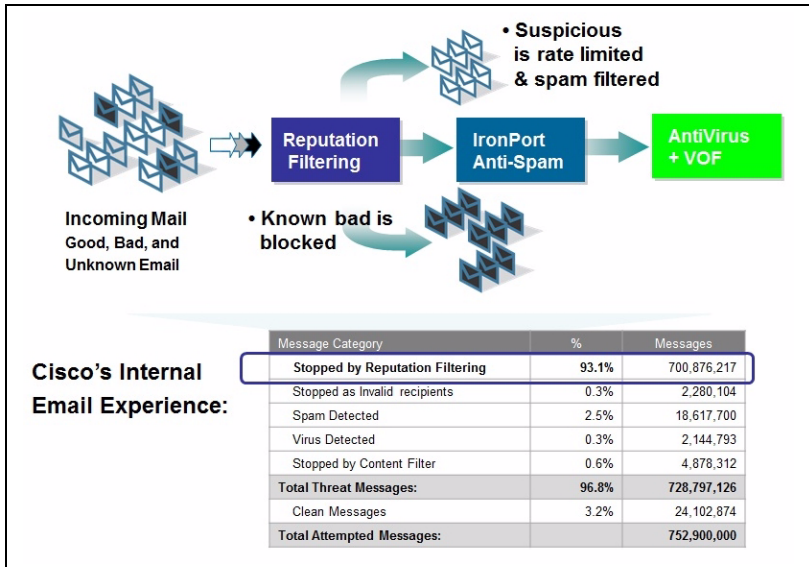 • Suspicious
is rate limited
& spam filtered
Reputation
Filtering
IronPort
Anti-Spam
AntiVirus
+ VOF
Incoming Mail
Good, Bad, and
Unknown Email
• Known bad is
blocked
Cisco's Internal
Email Experience:
Message Category % Messages
Stopped by Reputation Filtering 93.1% 700,876,217
Stopped as Invalid recipients 0.3% 2,280,104
Spam Detected 2.5% 18,617,700
Virus Detected 0.3% 2,144,793
Stopped by Content Filter 0.6% 4,878,312
Total Threat Messages: 96.8% 728,797,126
Clean Messages 3.2% 24,102,874
Total Attempted Messages: 752,900,000